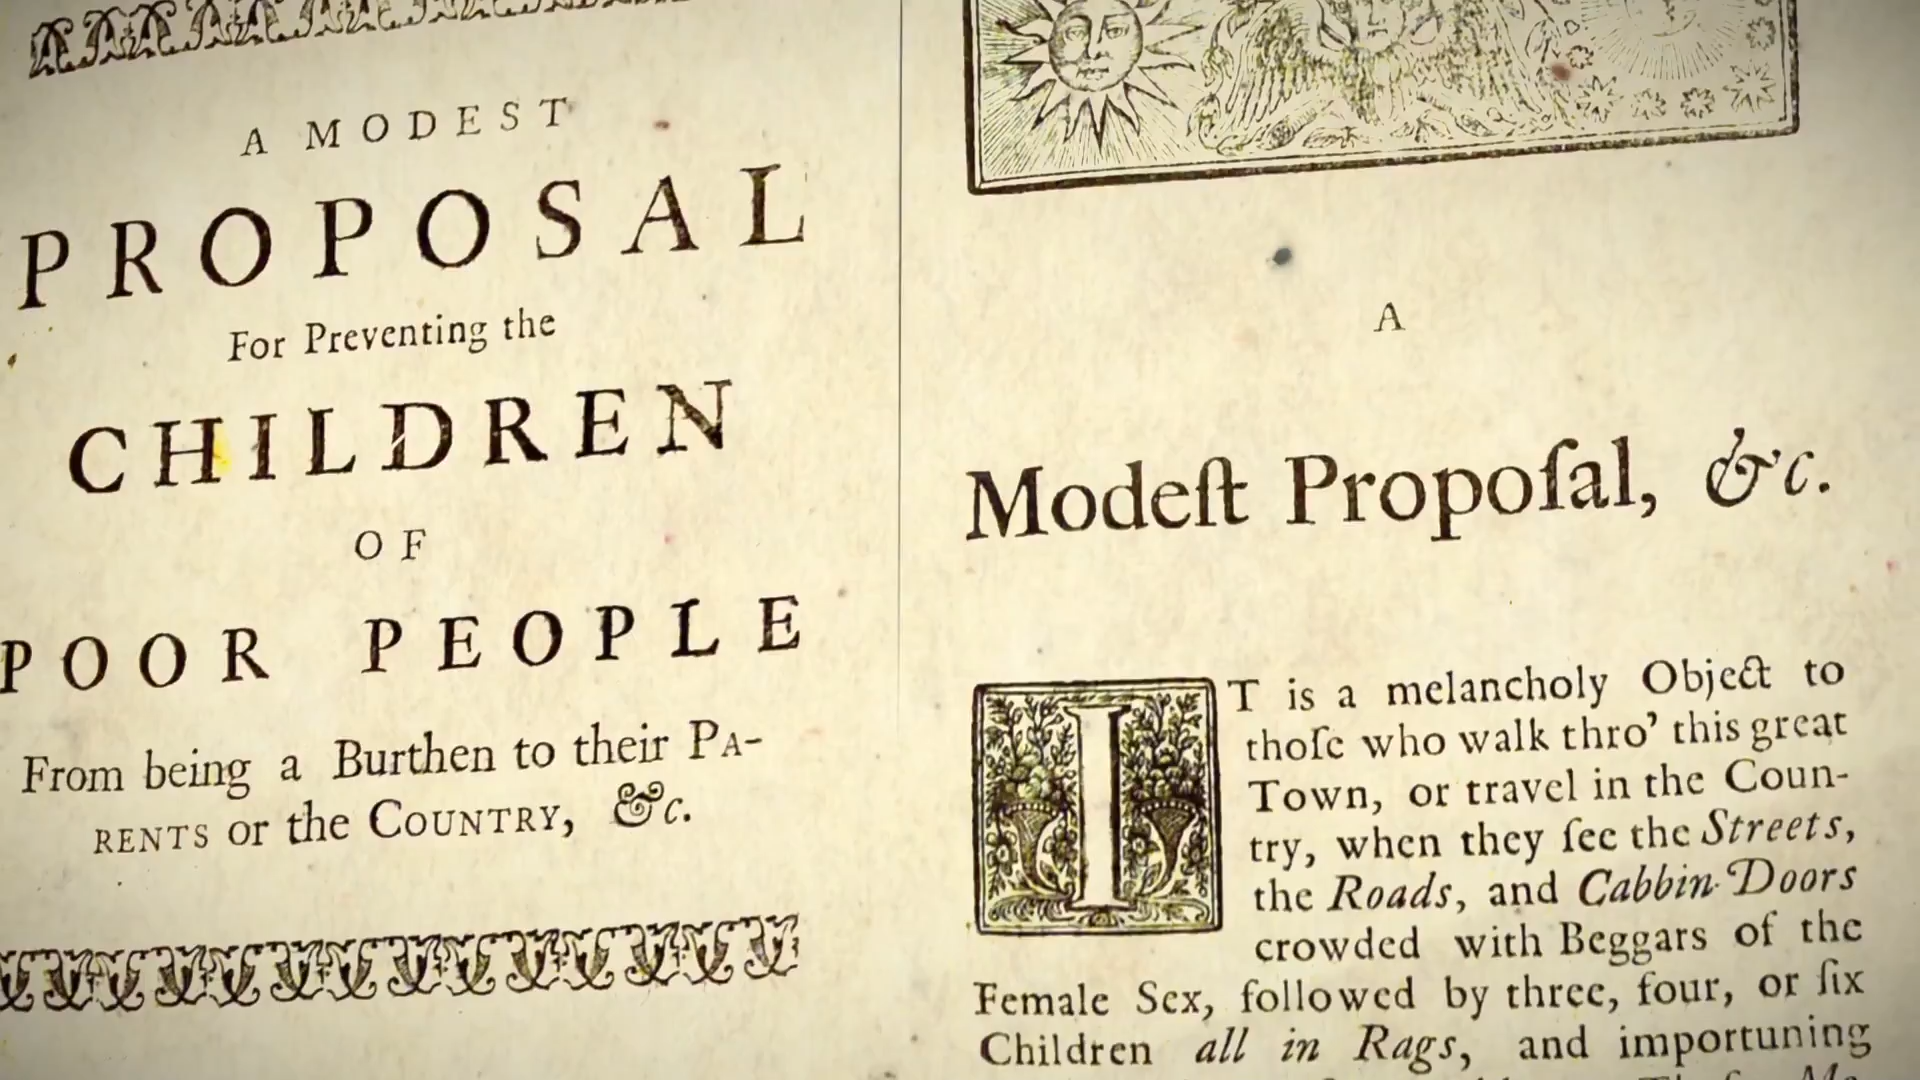 A MODEST
PROPOSAL
For Preventing the
CHILDREN
OF
POOR PEOPLE
From being a Burthen to their PA-
RENTS or the COUNTRY, &c.
A
Modeſt Propoſal, &c.
IT is a melancholy Object to
thoſe who walk thro' this great
Town, or travel in the Coun-
try, when they ſee the Streets,
the Roads, and Cabbin Doors
crowded with Beggars of the
Female Sex, followed by three, four, or ſix
Children all in Rags, and importuning